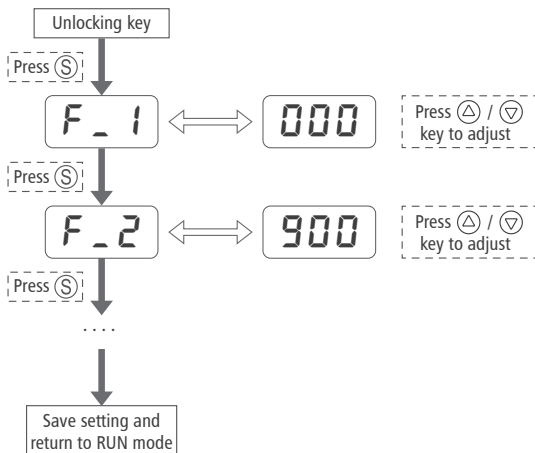 Unlocking key
Press Ⓢ
F_1
000
Press △ / ▽
key to adjust
Press Ⓢ
F_2
900
Press △ / ▽
key to adjust
Press Ⓢ
....
Save setting and
return to RUN mode